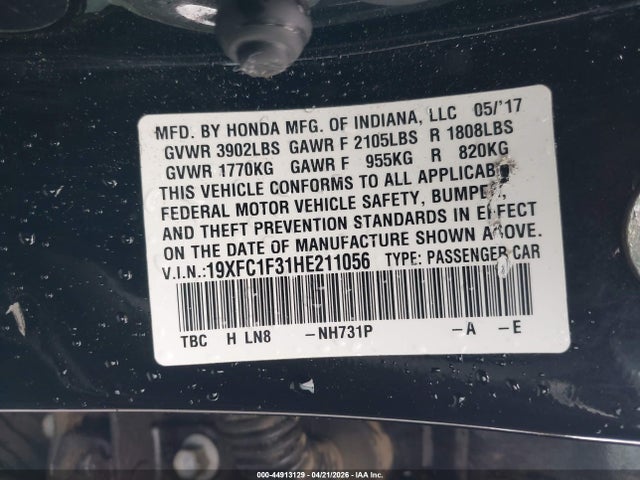 MFD. BY HONDA MFG. OF INDIANA, LLC 05/'17
GVWR 3902LBS GAWR F 2105LBS R 1808LBS
GVWR 1770KG GAWR F 955KG R 820KG
THIS VEHICLE CONFORMS TO ALL APPLICABLE
FEDERAL MOTOR VEHICLE SAFETY, BUMPER,
AND THEFT PREVENTION STANDARDS IN EFFECT
ON THE DATE OF MANUFACTURE SHOWN ABOVE.
V.I.N.:19XFC1F31HE211056 TYPE: PASSENGER CAR
TBC H LN8 –NH731P –A –E
000-44913129 04/21/2026 - IAA Inc.